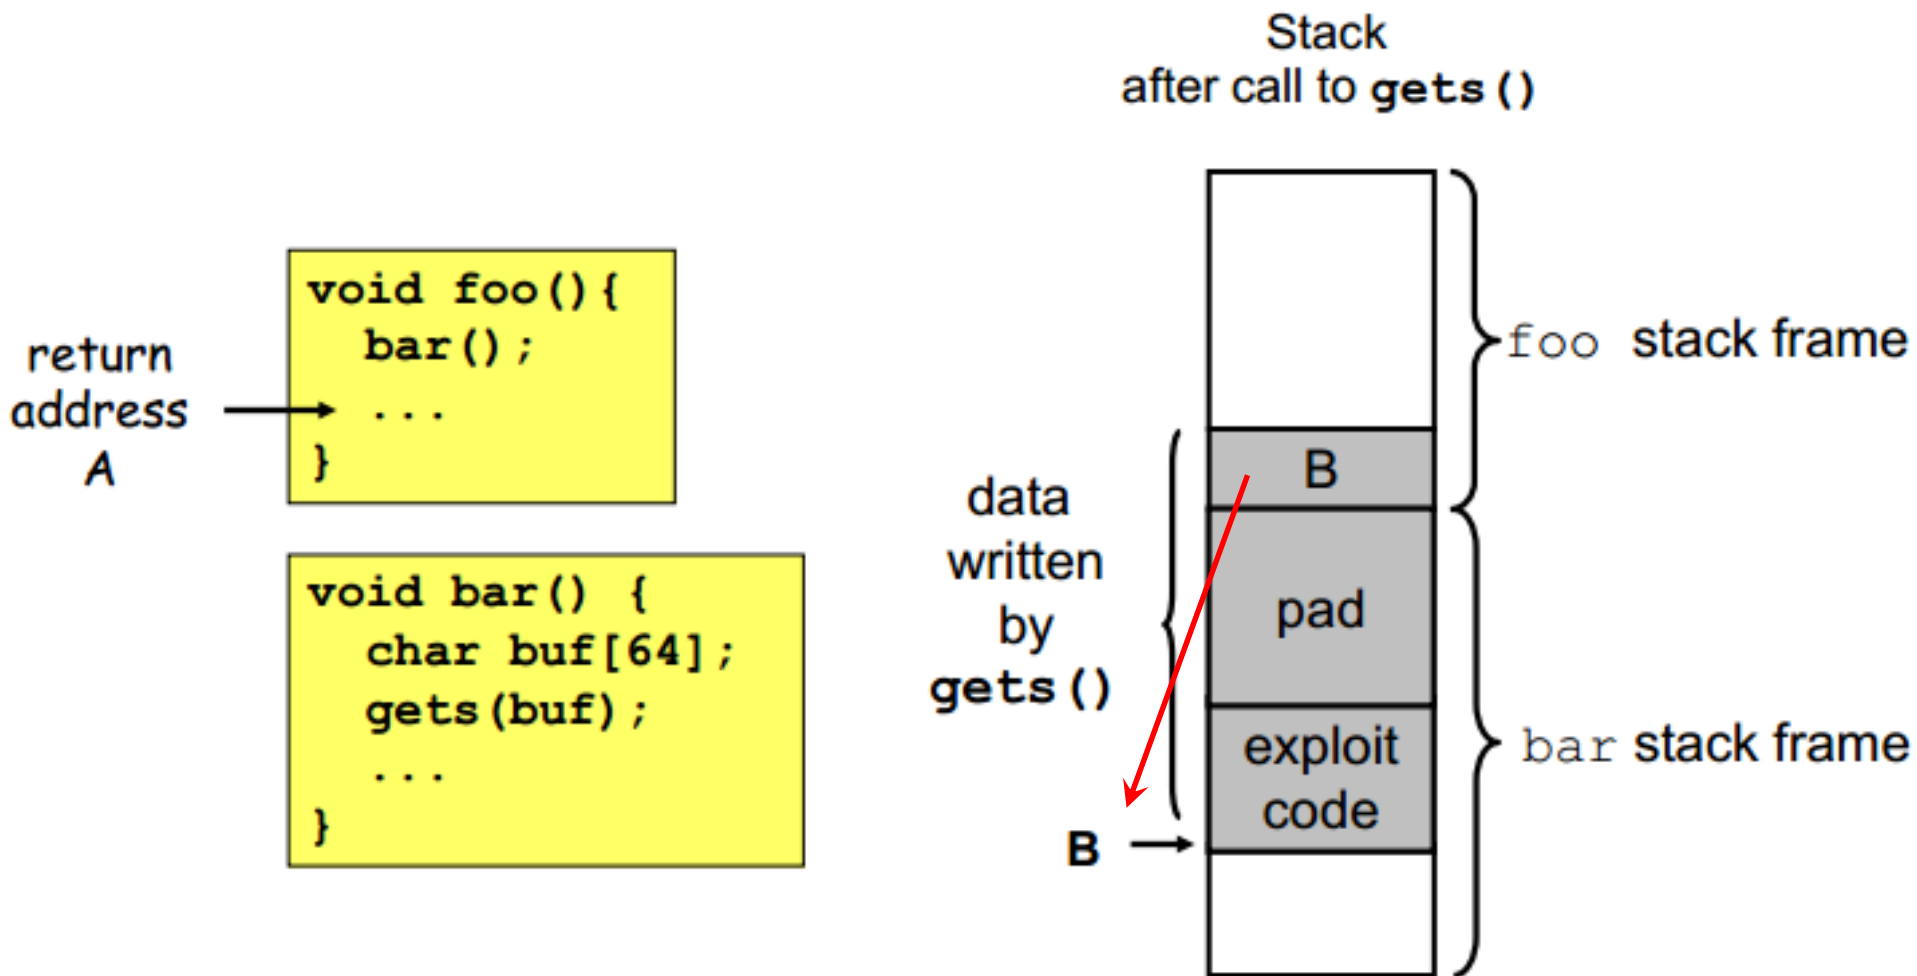 Stack
after call to gets()
void foo(){
bar();
...
}
return
address
A
void bar() {
char buf[64];
gets(buf);
...
}
data
written
by
gets()
B
pad
exploit
code
B
foo stack frame
bar stack frame